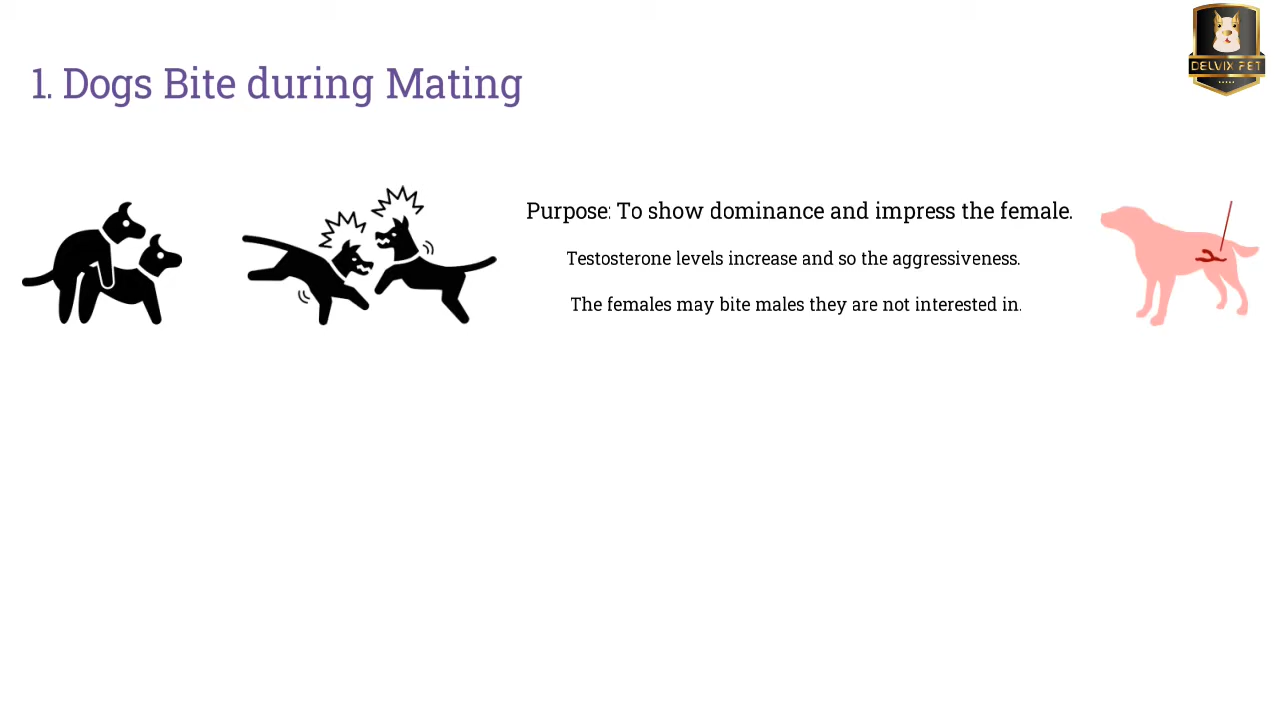 DELVIX FET
1. Dogs Bite during Mating
Purpose: To show dominance and impress the female.
Testosterone levels increase and so the aggressiveness.
The females may bite males they are not interested in.